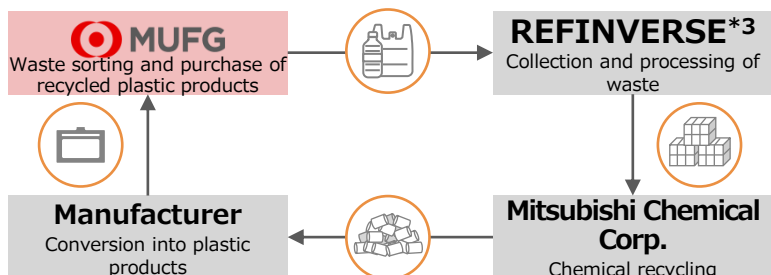 MUFG
Waste sorting and purchase of
recycled plastic products
REFINVERSE*3
Collection and processing of
waste
Manufacturer
Conversion into plastic
products
Mitsubishi Chemical
Corp.
Chemical recycling